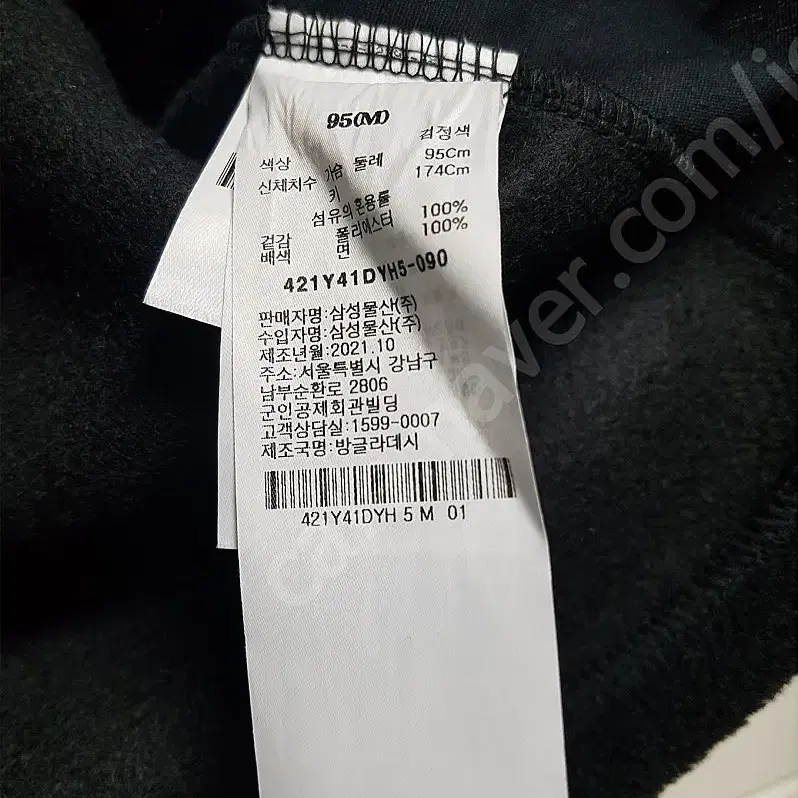 95(M)
색상 검정색
신체치수 가슴 둘레 95Cm
키 174Cm
섬유의 혼용률
겉감 폴리에스터 100%
배색 면 100%
421Y41DYH5-090
판매자명:삼성물산(주)
수입자명:삼성물산(주)
제조년월:2021.10
주소:서울특별시 강남구
남부순환로 2806
군인공제회관빌딩
고객상담실:1599-0007
제조국명:방글라데시
421Y41DYH 5 M 01